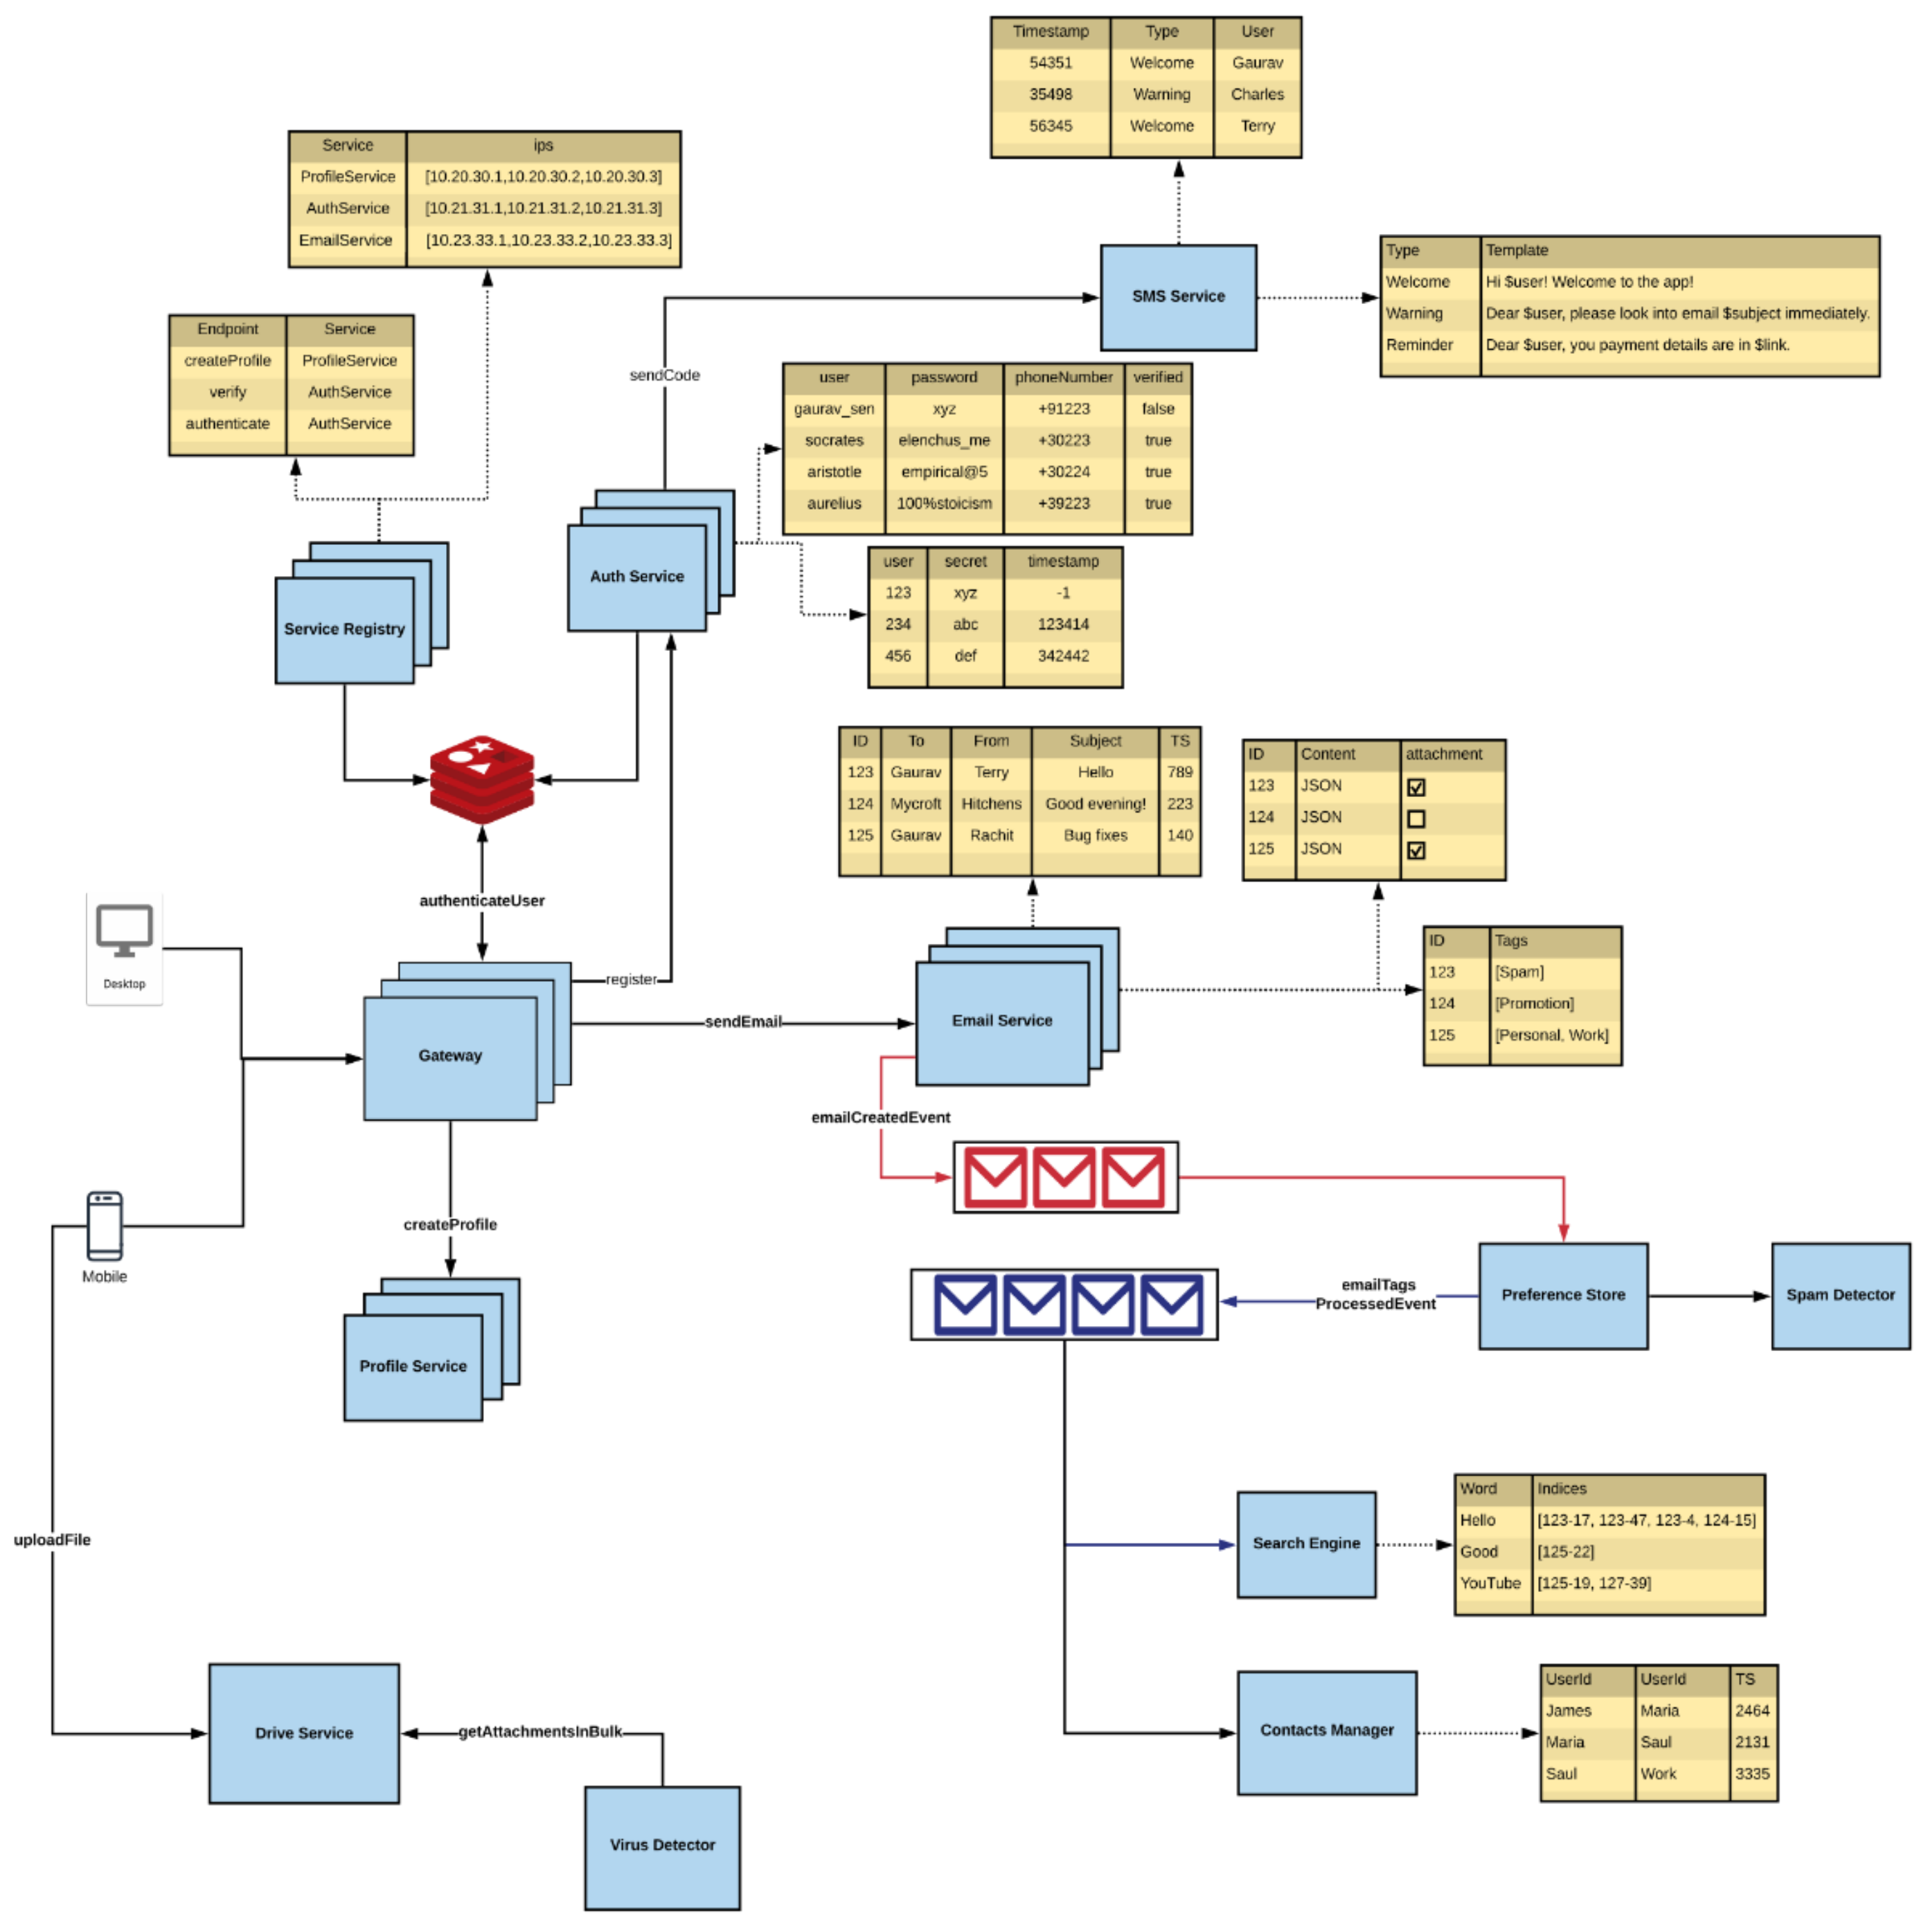 Timestamp Type User
54351 Welcome Gaurav
35498 Warning Charles
56345 Welcome Terry
Service ips
ProfileService [10.20.30.1,10.20.30.2,10.20.30.3]
AuthService [10.21.31.1,10.21.31.2,10.21.31.3]
EmailService [10.23.33.1,10.23.33.2,10.23.33.3]
Type Template
Welcome Hi $user! Welcome to the app!
Warning Dear $user, please look into email $subject immediately.
Reminder Dear $user, you payment details are in $link.
SMS Service
Endpoint Service
createProfile ProfileService
verify AuthService
authenticate AuthService
sendCode
user password phoneNumber verified
gaurav_sen xyz +91223 false
socrates elenchus_me +30223 true
aristotle empirical@5 +30224 true
aurelius 100%stoicism +39223 true
Auth Service
user secret timestamp
123 xyz -1
234 abc 123414
456 def 342442
Service Registry
ID To From Subject TS
123 Gaurav Terry Hello 789
124 Mycroft Hitchens Good evening! 223
125 Gaurav Rachit Bug fixes 140
ID Content attachment
123 JSON
124 JSON
125 JSON
authenticateUser
Desktop
register
sendEmail
Email Service
ID Tags
123 [Spam]
124 [Promotion]
125 [Personal, Work]
Gateway
emailCreatedEvent
createProfile
Mobile
emailTags
ProcessedEvent
Preference Store
Spam Detector
Profile Service
uploadFile
Search Engine
Word Indices
Hello [123-17, 123-47, 123-4, 124-15]
Good [125-22]
YouTube [125-19, 127-39]
Drive Service
getAttachmentsInBulk
Contacts Manager
UserId UserId TS
James Maria 2464
Maria Saul 2131
Saul Work 3335
Virus Detector